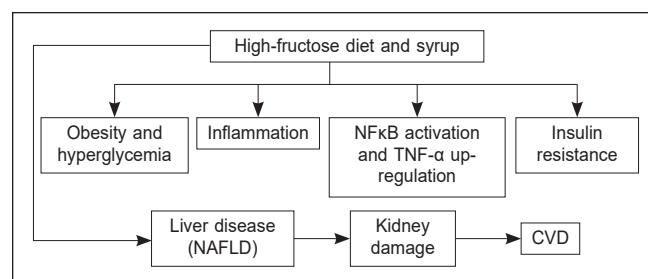 High-fructose diet and syrup
Obesity and
hyperglycemia
Inflammation
NFκB activation
and TNF-α up-
regulation
Insulin
resistance
Liver disease
(NAFLD)
Kidney
damage
CVD